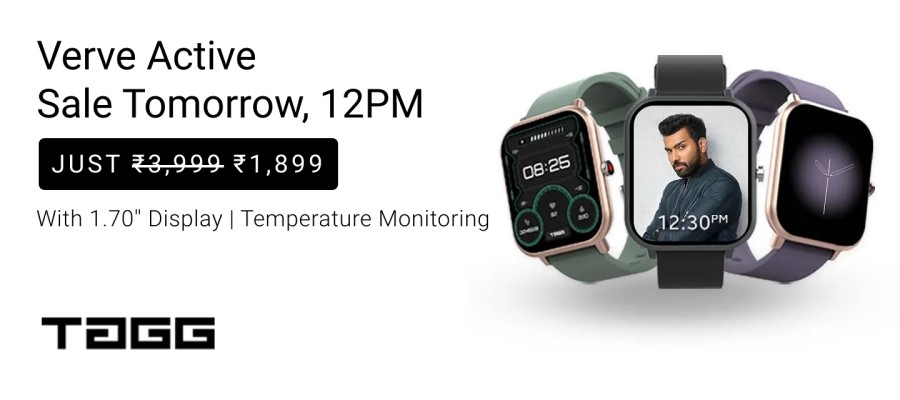 Verve Active
Sale Tomorrow, 12PM
JUST ₹3,999 ₹1,899
With 1.70" Display | Temperature Monitoring
08:25
TAGG
12:30PM
TAGG